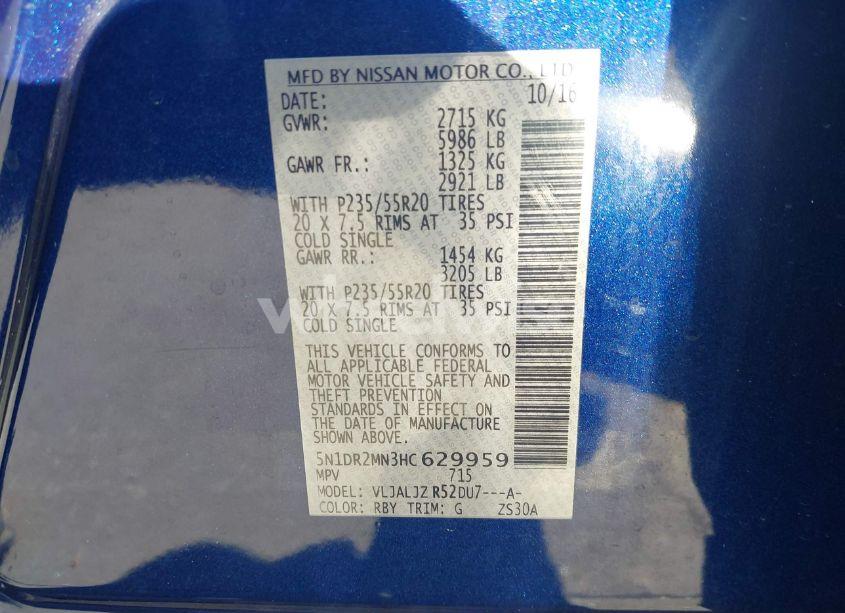 MFD BY NISSAN MOTOR CO., LTD
DATE: 10/16
GVWR: 2715 KG
5986 LB
GAWR FR.: 1325 KG
2921 LB
WITH P235/55R20 TIRES
20 X 7.5 RIMS AT 35 PSI
COLD SINGLE
GAWR RR.: 1454 KG
3205 LB
WITH P235/55R20 TIRES
20 X 7.5 RIMS AT 35 PSI
COLD SINGLE
THIS VEHICLE CONFORMS TO
ALL APPLICABLE FEDERAL
MOTOR VEHICLE SAFETY AND
THEFT PREVENTION
STANDARDS IN EFFECT ON
THE DATE OF MANUFACTURE
SHOWN ABOVE.
5N1DR2MN3HC629959
MPV 715
MODEL: VLJALJZ R52DU7---A-
COLOR: RBY TRIM: G ZS30A